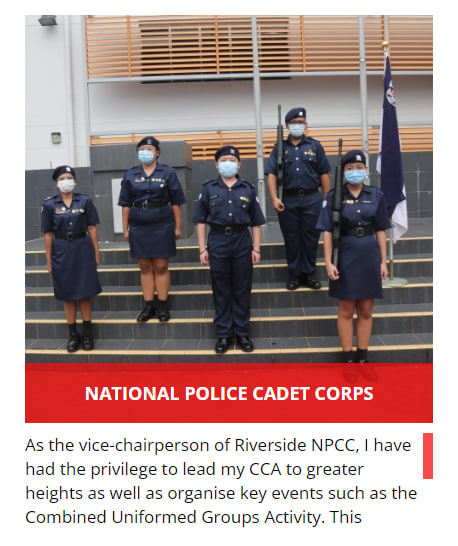 NATIONAL POLICE CADET CORPS
As the vice-chairperson of Riverside NPCC, I have
had the privilege to lead my CCA to greater
heights as well as organise key events such as the
Combined Uniformed Groups Activity. This